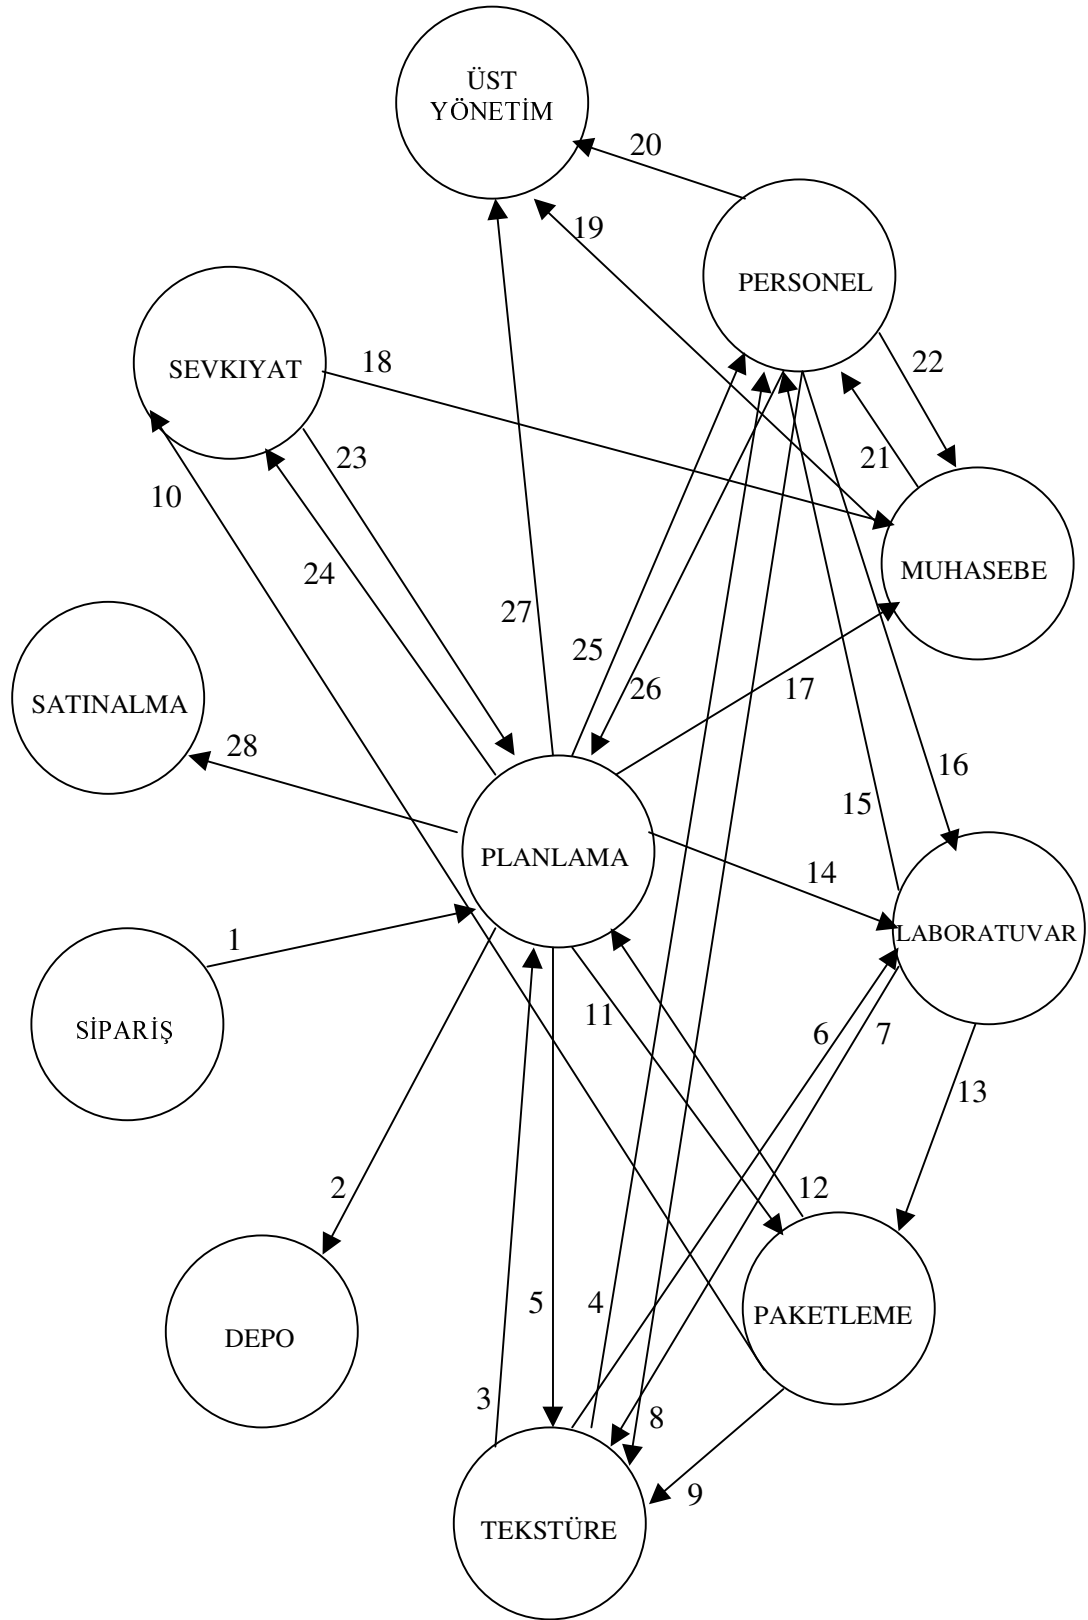 ÜST
YÖNETİM
20
19
PERSONEL
18
SEVKIYAT
22
23
21
10
24
MUHASEBE
27
25
26
17
SATINALMA
28
16
15
PLANLAMA
14
1
LABORATUVAR
11
6
7
SİPARİŞ
13
2
12
5
4
PAKETLEME
DEPO
3
8
9
TEKSTÜRE